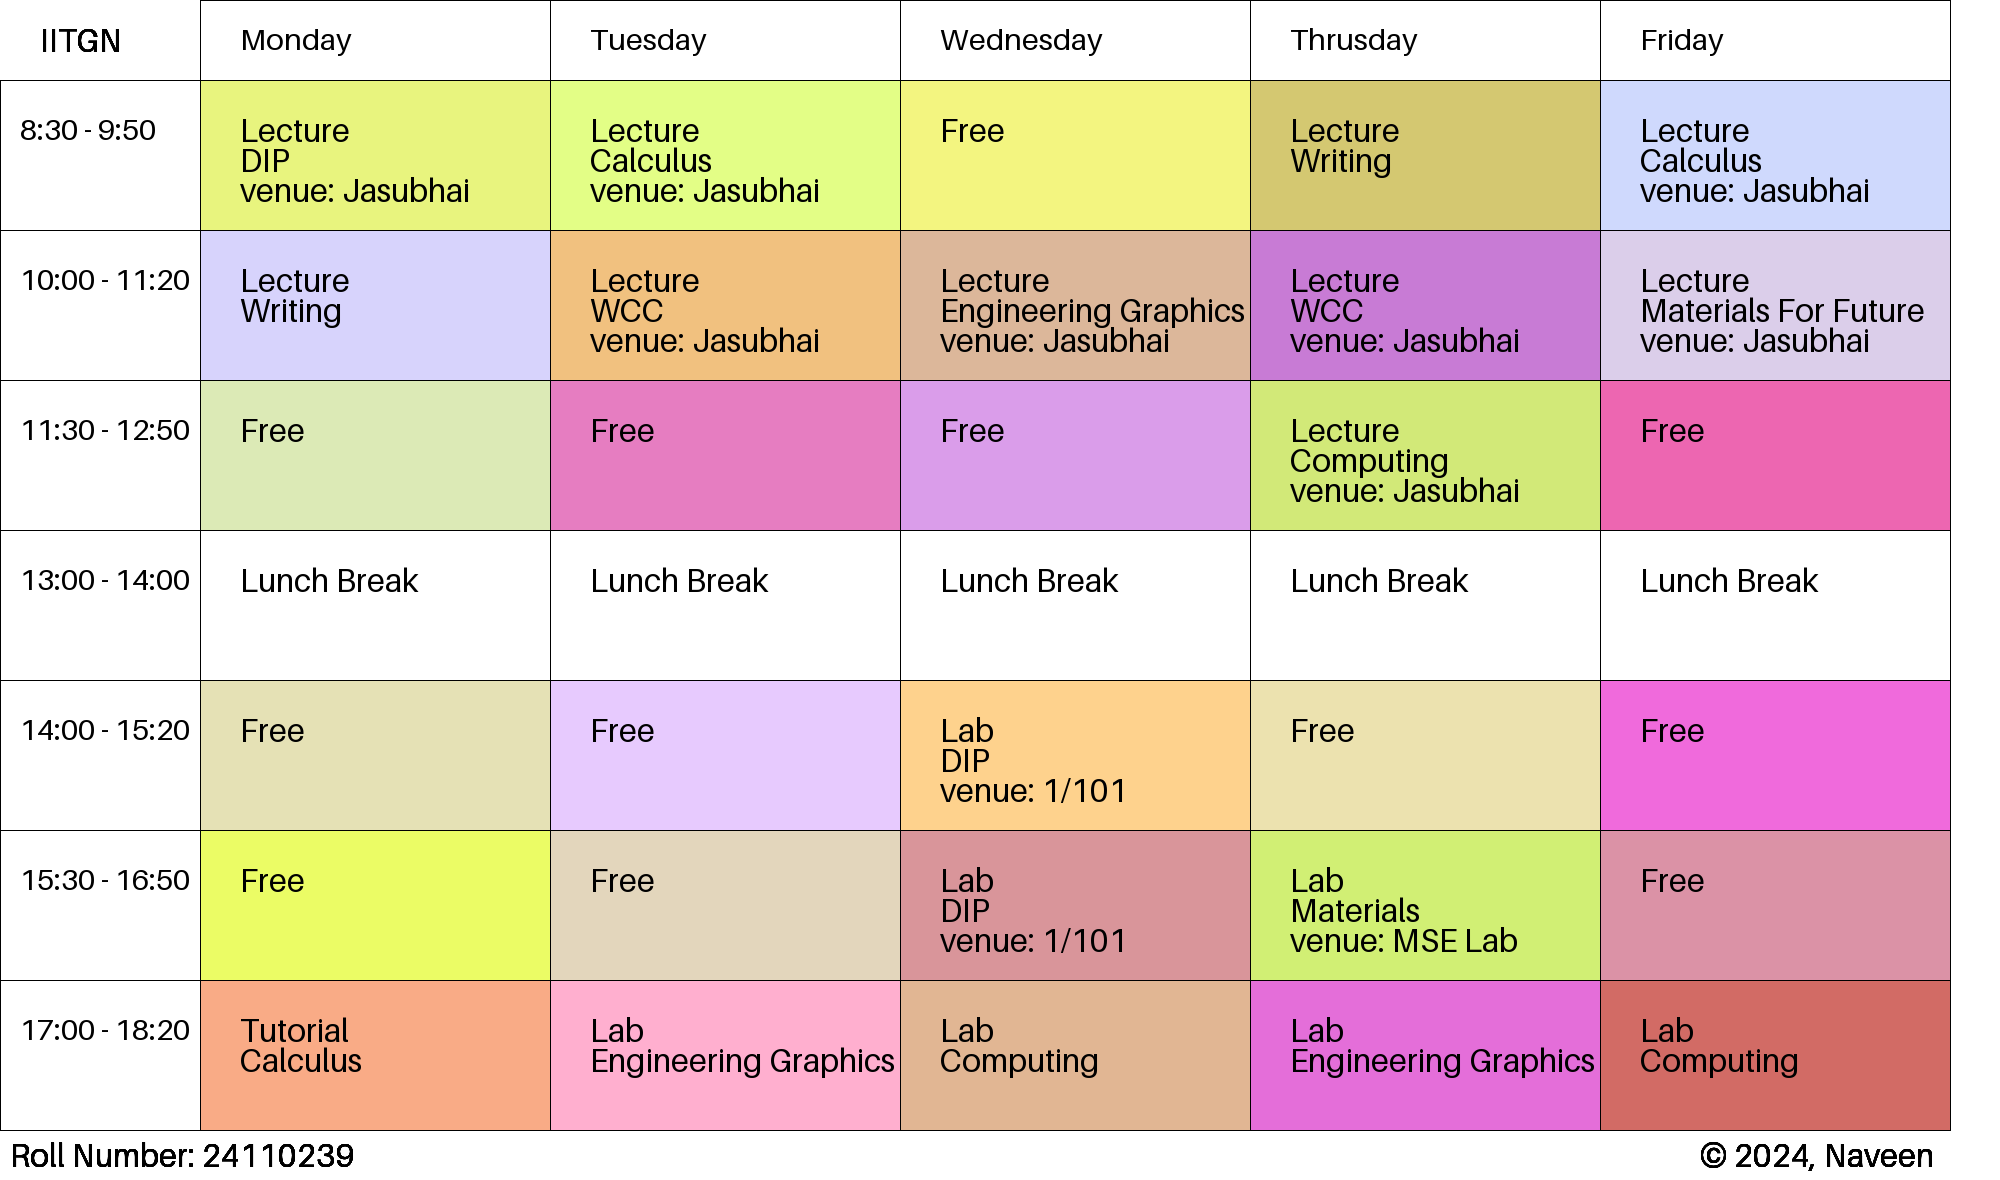 IITGN Monday Tuesday Wednesday Thrusday Friday
8:30 - 9:50
Lecture
DIP
venue: Jasubhai
Lecture
Calculus
venue: Jasubhai
Free
Lecture
Writing
Lecture
Calculus
venue: Jasubhai
10:00 - 11:20
Lecture
Writing
Lecture
WCC
venue: Jasubhai
Lecture
Engineering Graphics
venue: Jasubhai
Lecture
WCC
venue: Jasubhai
Lecture
Materials For Future
venue: Jasubhai
11:30 - 12:50
Free
Free
Free
Lecture
Computing
venue: Jasubhai
Free
13:00 - 14:00
Lunch Break
Lunch Break
Lunch Break
Lunch Break
Lunch Break
14:00 - 15:20
Free
Free
Lab
DIP
venue: 1/101
Free
Free
15:30 - 16:50
Free
Free
Lab
DIP
venue: 1/101
Lab
Materials
venue: MSE Lab
Free
17:00 - 18:20
Tutorial
Calculus
Lab
Engineering Graphics
Lab
Computing
Lab
Engineering Graphics
Lab
Computing
Roll Number: 24110239
© 2024, Naveen